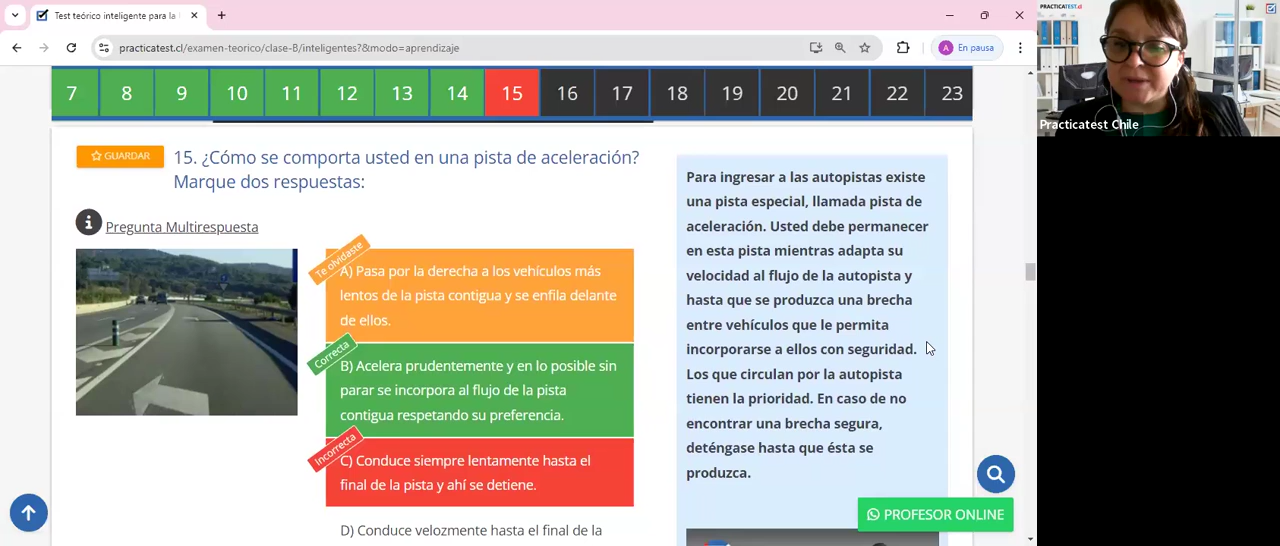 Test teórico inteligente para la
practicatest.cl/examen-teorico/clase-B/inteligentes?&modo=aprendizaje
A
En pausa
PRACTICATEST.cl
Practicatest Chile
7 8 9 10 11 12 13 14 15 16 17 18 19 20 21 22 23
GUARDAR
15. ¿Cómo se comporta usted en una pista de aceleración?
Marque dos respuestas:
Pregunta Multirespuesta
Te olvidaste
A) Pasa por la derecha a los vehículos más
lentos de la pista contigua y se enfila delante
de ellos.
Correcta
B) Acelera prudentemente y en lo posible sin
parar se incorpora al flujo de la pista
contigua respetando su preferencia.
Incorrecta
C) Conduce siempre lentamente hasta el
final de la pista y ahí se detiene.
D) Conduce velozmente hasta el final de la
Para ingresar a las autopistas existe
una pista especial, llamada pista de
aceleración. Usted debe permanecer
en esta pista mientras adapta su
velocidad al flujo de la autopista y
hasta que se produzca una brecha
entre vehículos que le permita
incorporarse a ellos con seguridad.
Los que circulan por la autopista
tienen la prioridad. En caso de no
encontrar una brecha segura,
deténgase hasta que ésta se
produzca.
PROFESOR ONLINE